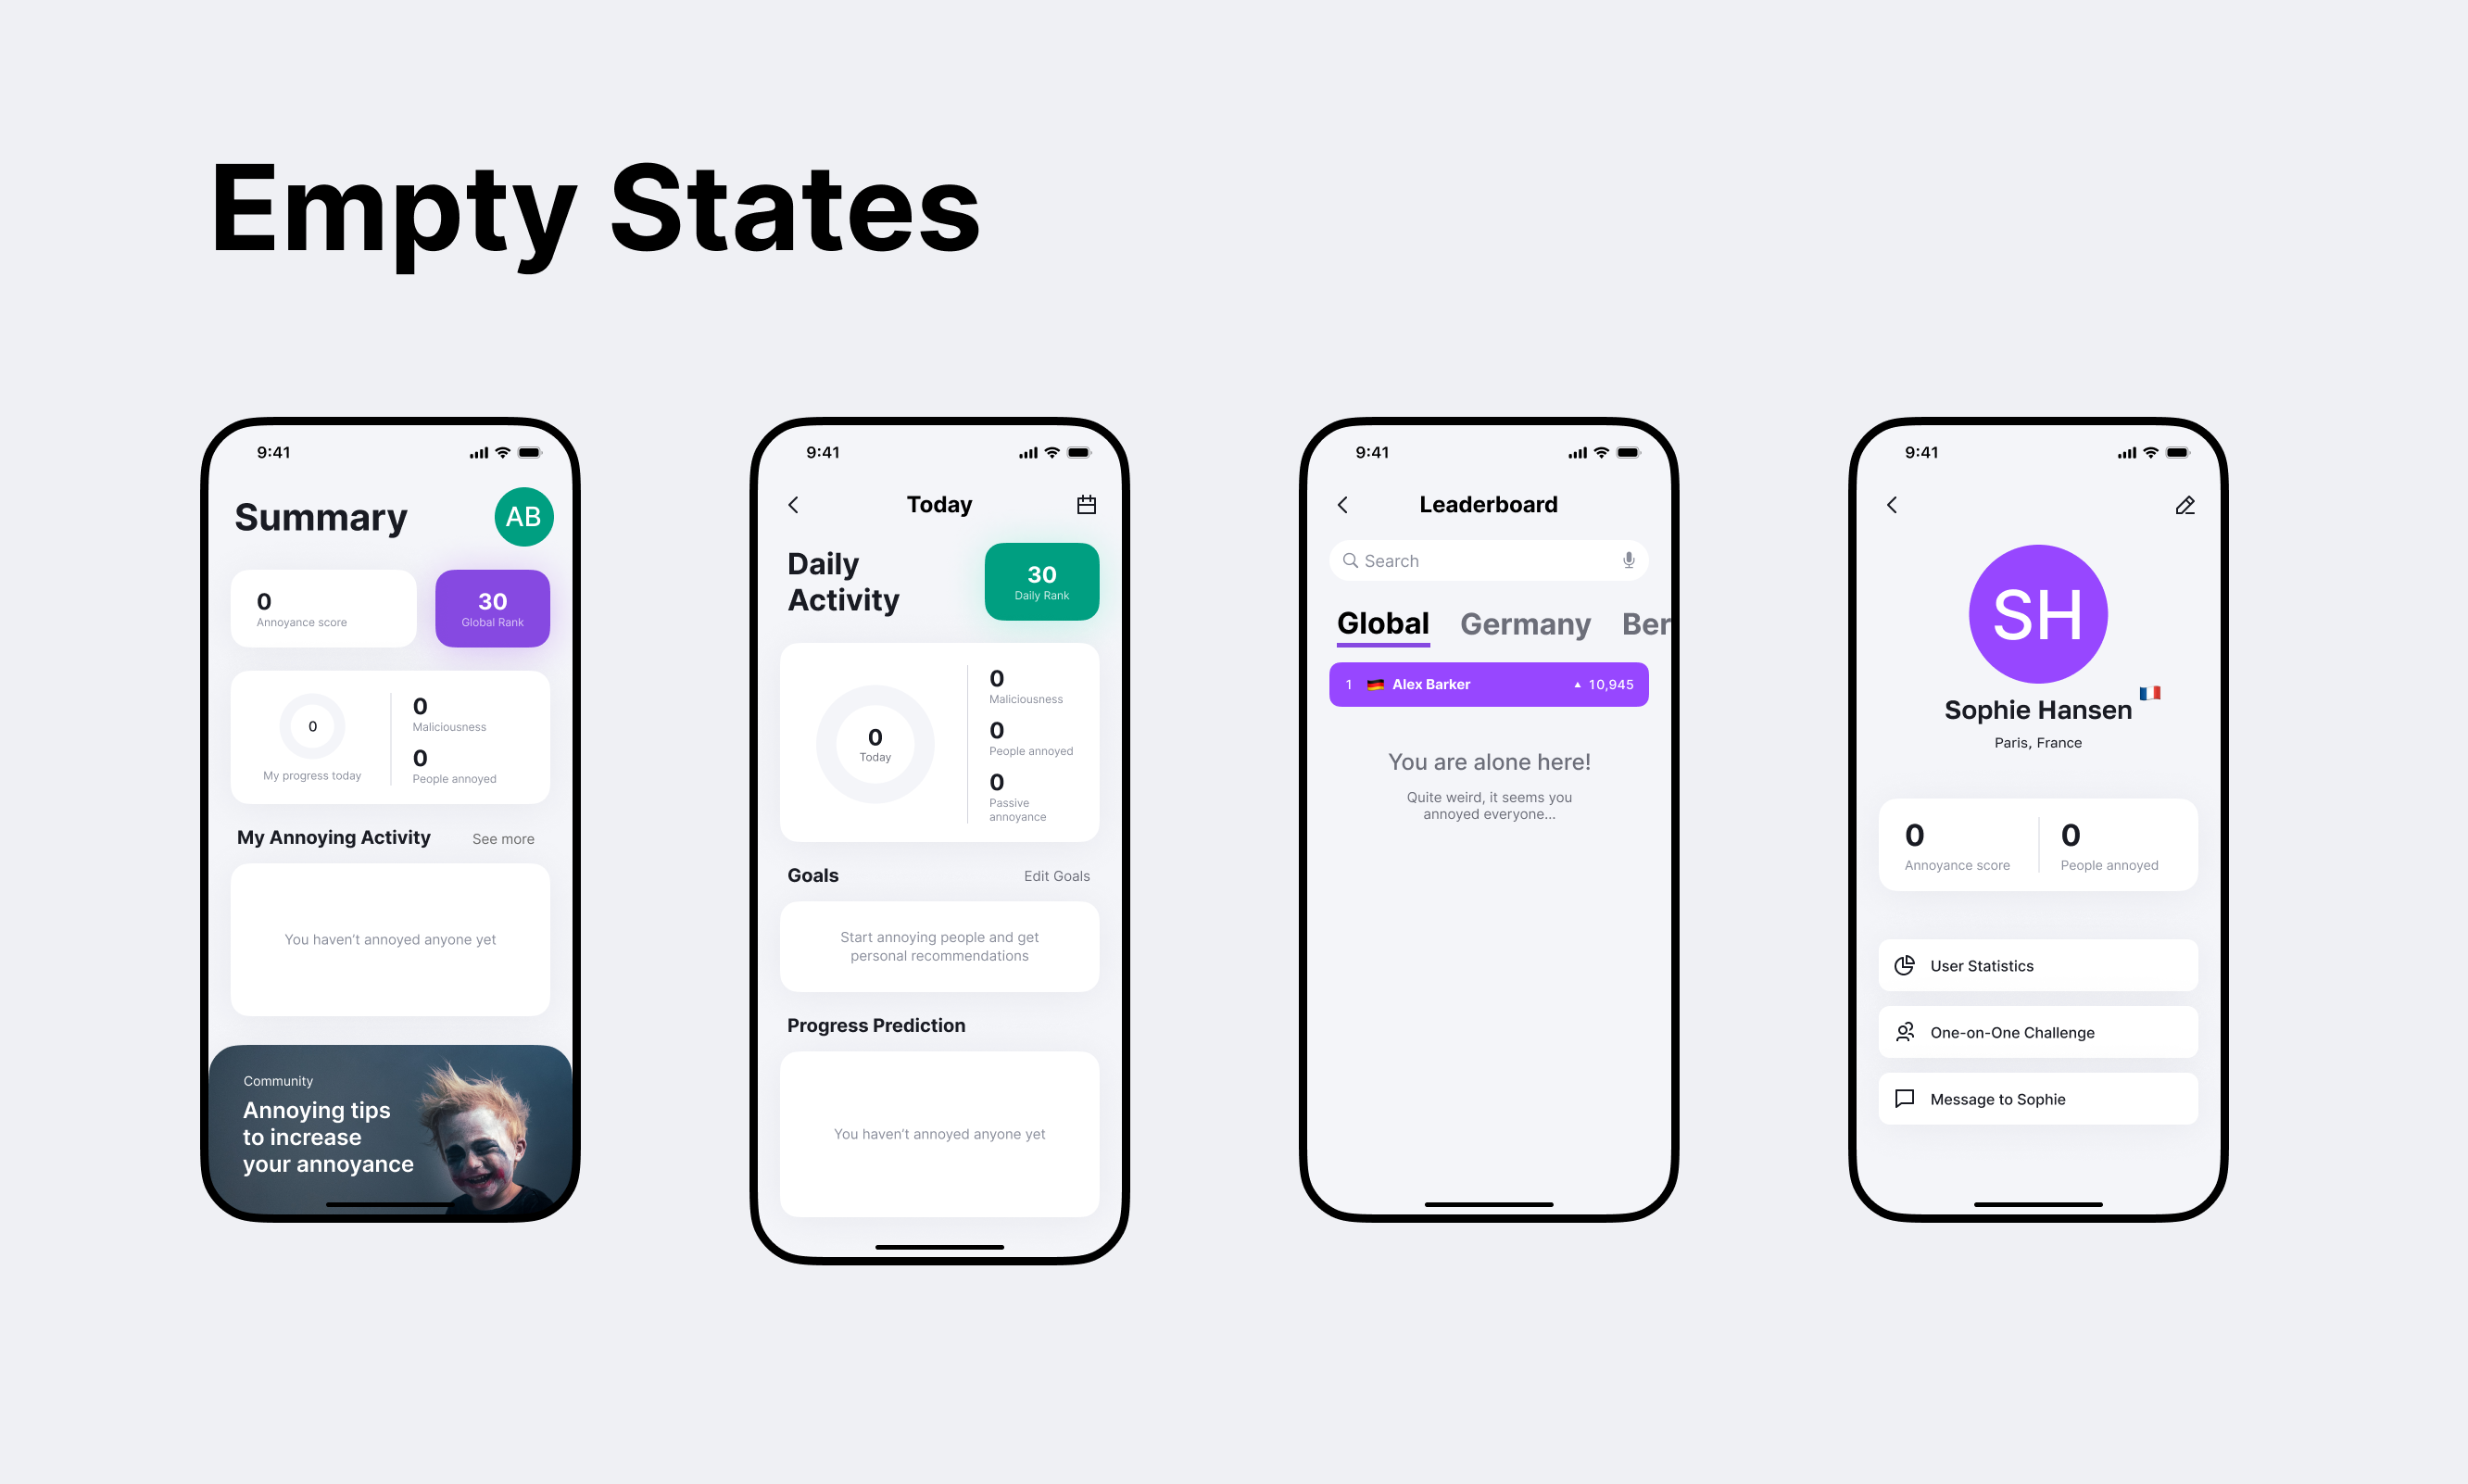 Empty States
9:41
Summary
AB
0
Annoyance score
30
Global Rank
0
My progress today
0
Maliciousness
0
People annoyed
My Annoying Activity
See more
You haven’t annoyed anyone yet
Community
Annoying tips
to increase
your annoyance
9:41
Today
Daily
Activity
30
Daily Rank
0
Today
0
Maliciousness
0
People annoyed
0
Passive
annoyance
Goals
Edit Goals
Start annoying people and get
personal recommendations
Progress Prediction
You haven’t annoyed anyone yet
9:41
Leaderboard
Search
Global Germany Ber
1 Alex Barker 10,945
You are alone here!
Quite weird, it seems you
annoyed everyone...
9:41
SH
Sophie Hansen
Paris, France
0
Annoyance score
0
People annoyed
User Statistics
One-on-One Challenge
Message to Sophie